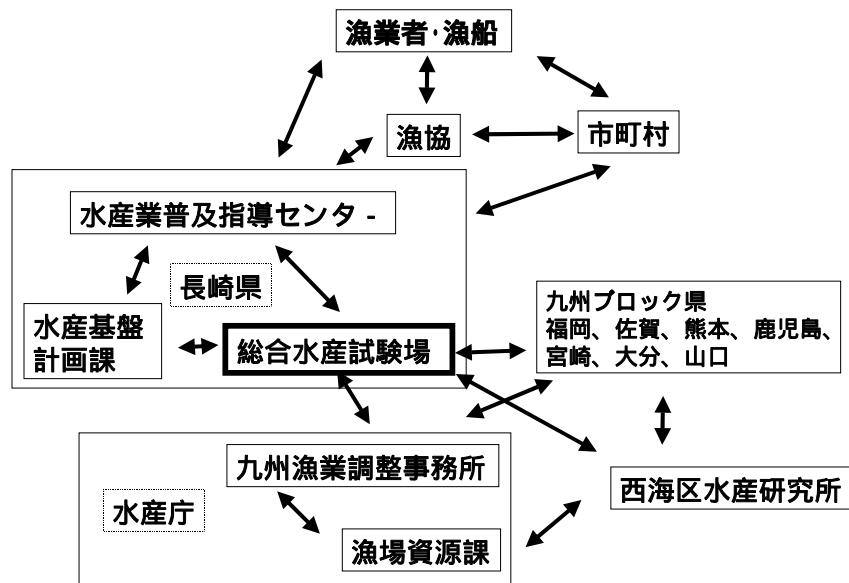 漁業者・漁船
漁協
市町村
水産業普及指導センタ -
長崎県
水産基盤
計画課
総合水産試験場
九州ブロック県
福岡、佐賀、熊本、鹿児島、
宮崎、大分、山口
九州漁業調整事務所
西海区水産研究所
水産庁
漁場資源課